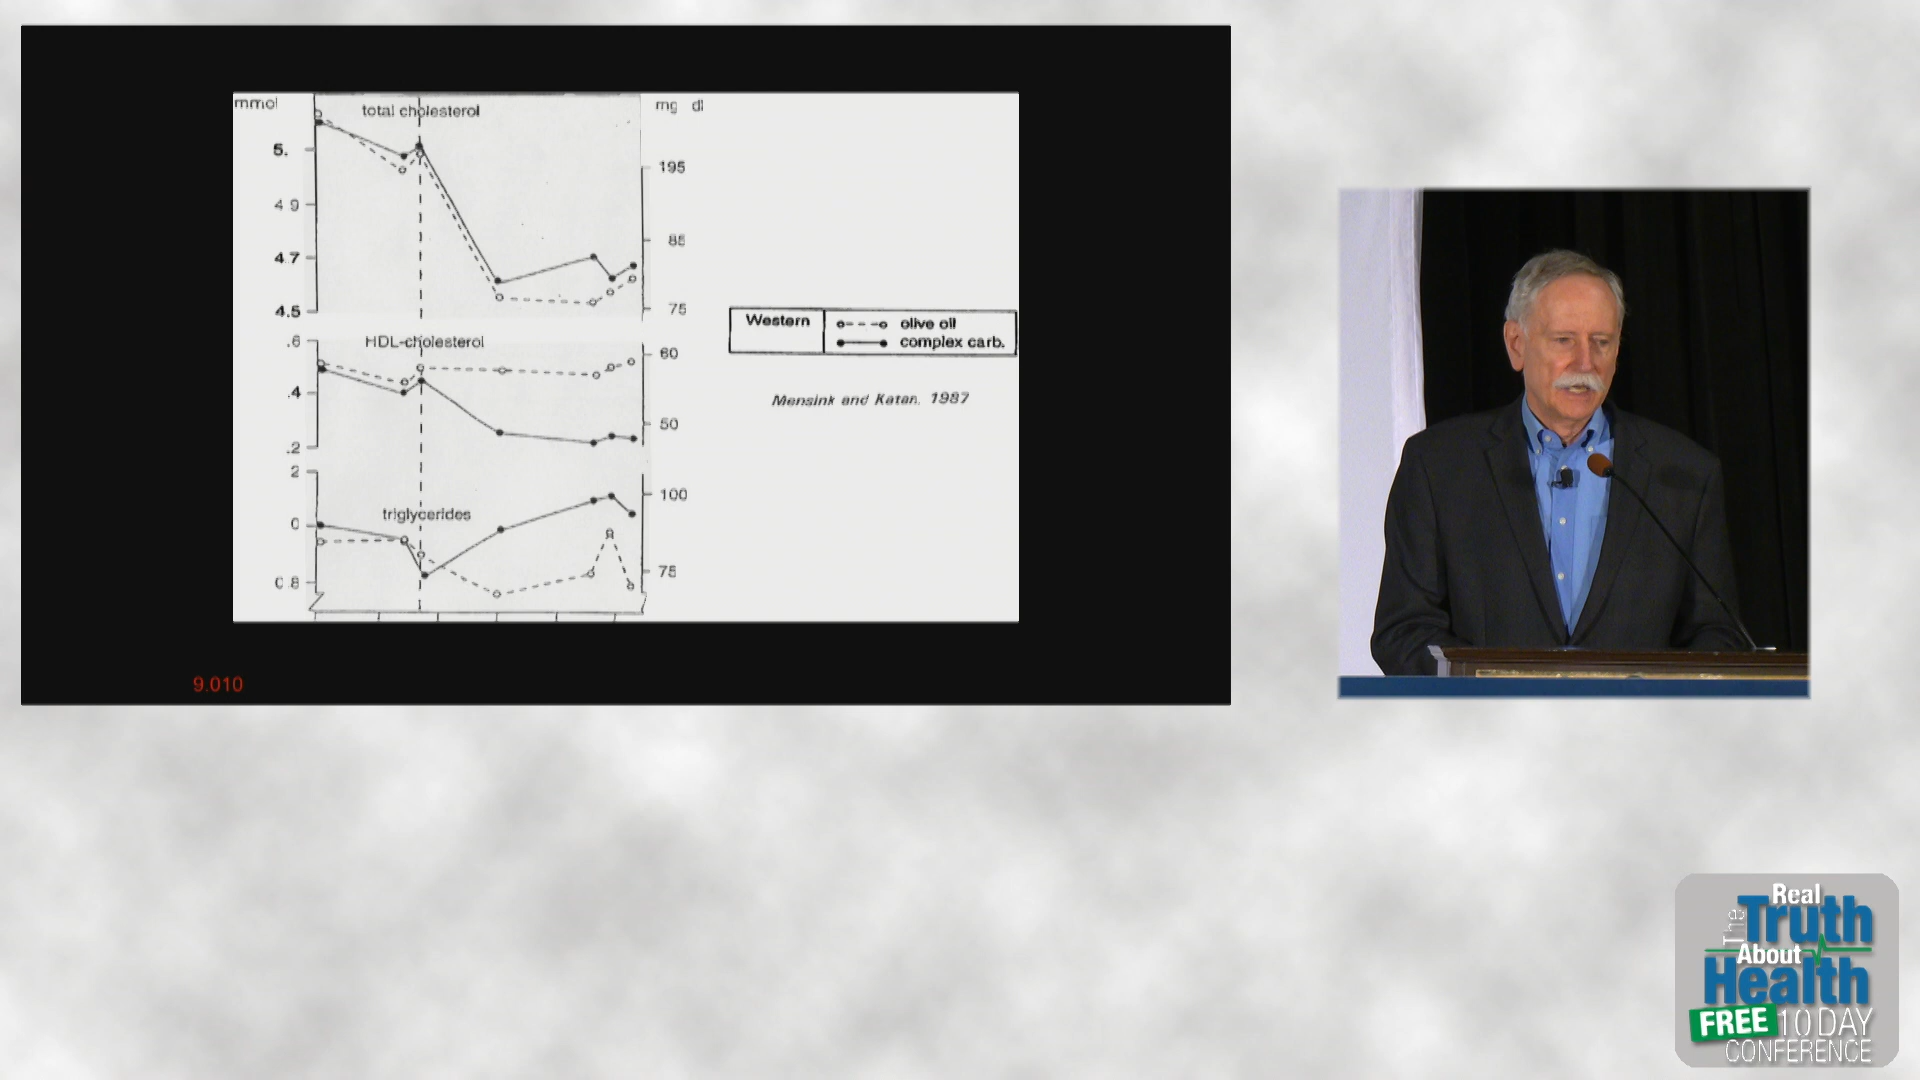 mmol
total cholesterol
mg dl
5.
195
4 9
85
4.7
4.5
75
.6
HDL-cholesterol
60
.4
50
.2
2
100
triglycerides
0
75
0.8
Western
olive oil
complex carb.
Mensink and Katan, 1987
9.010
The
Real
Truth
About
Health
FREE 10 DAY
CONFERENCE